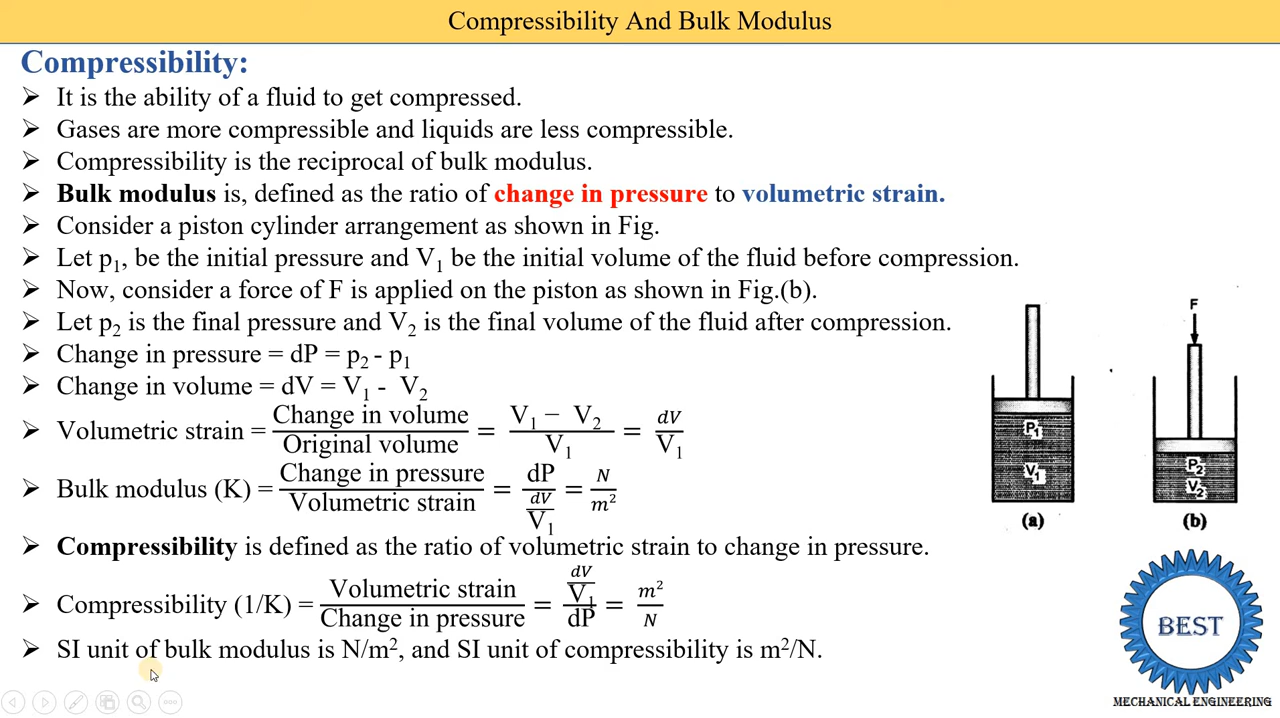 Compressibility And Bulk Modulus
Compressibility:
➢ It is the ability of a fluid to get compressed.
➢ Gases are more compressible and liquids are less compressible.
➢ Compressibility is the reciprocal of bulk modulus.
➢ Bulk modulus is, defined as the ratio of change in pressure to volumetric strain.
➢ Consider a piston cylinder arrangement as shown in Fig.
➢ Let p₁, be the initial pressure and V₁ be the initial volume of the fluid before compression.
➢ Now, consider a force of F is applied on the piston as shown in Fig.(b).
➢ Let p₂ is the final pressure and V₂ is the final volume of the fluid after compression.
➢ Change in pressure = dP = p₂ - p₁
➢ Change in volume = dV = V₁ - V₂
➢ Volumetric strain = Change in volume / Original volume = V₁ − V₂ / V₁ = dV / V₁
➢ Bulk modulus (K) = Change in pressure / Volumetric strain = dP / (dV / V₁) = N / m²
➢ Compressibility is defined as the ratio of volumetric strain to change in pressure.
➢ Compressibility (1/K) = Volumetric strain / Change in pressure = (dV / V₁) / dP = m² / N
➢ SI unit of bulk modulus is N/m², and SI unit of compressibility is m²/N.
F
P₁
V₁
P₂
V₂
(a)
(b)
BEST
MECHANICAL ENGINEERING